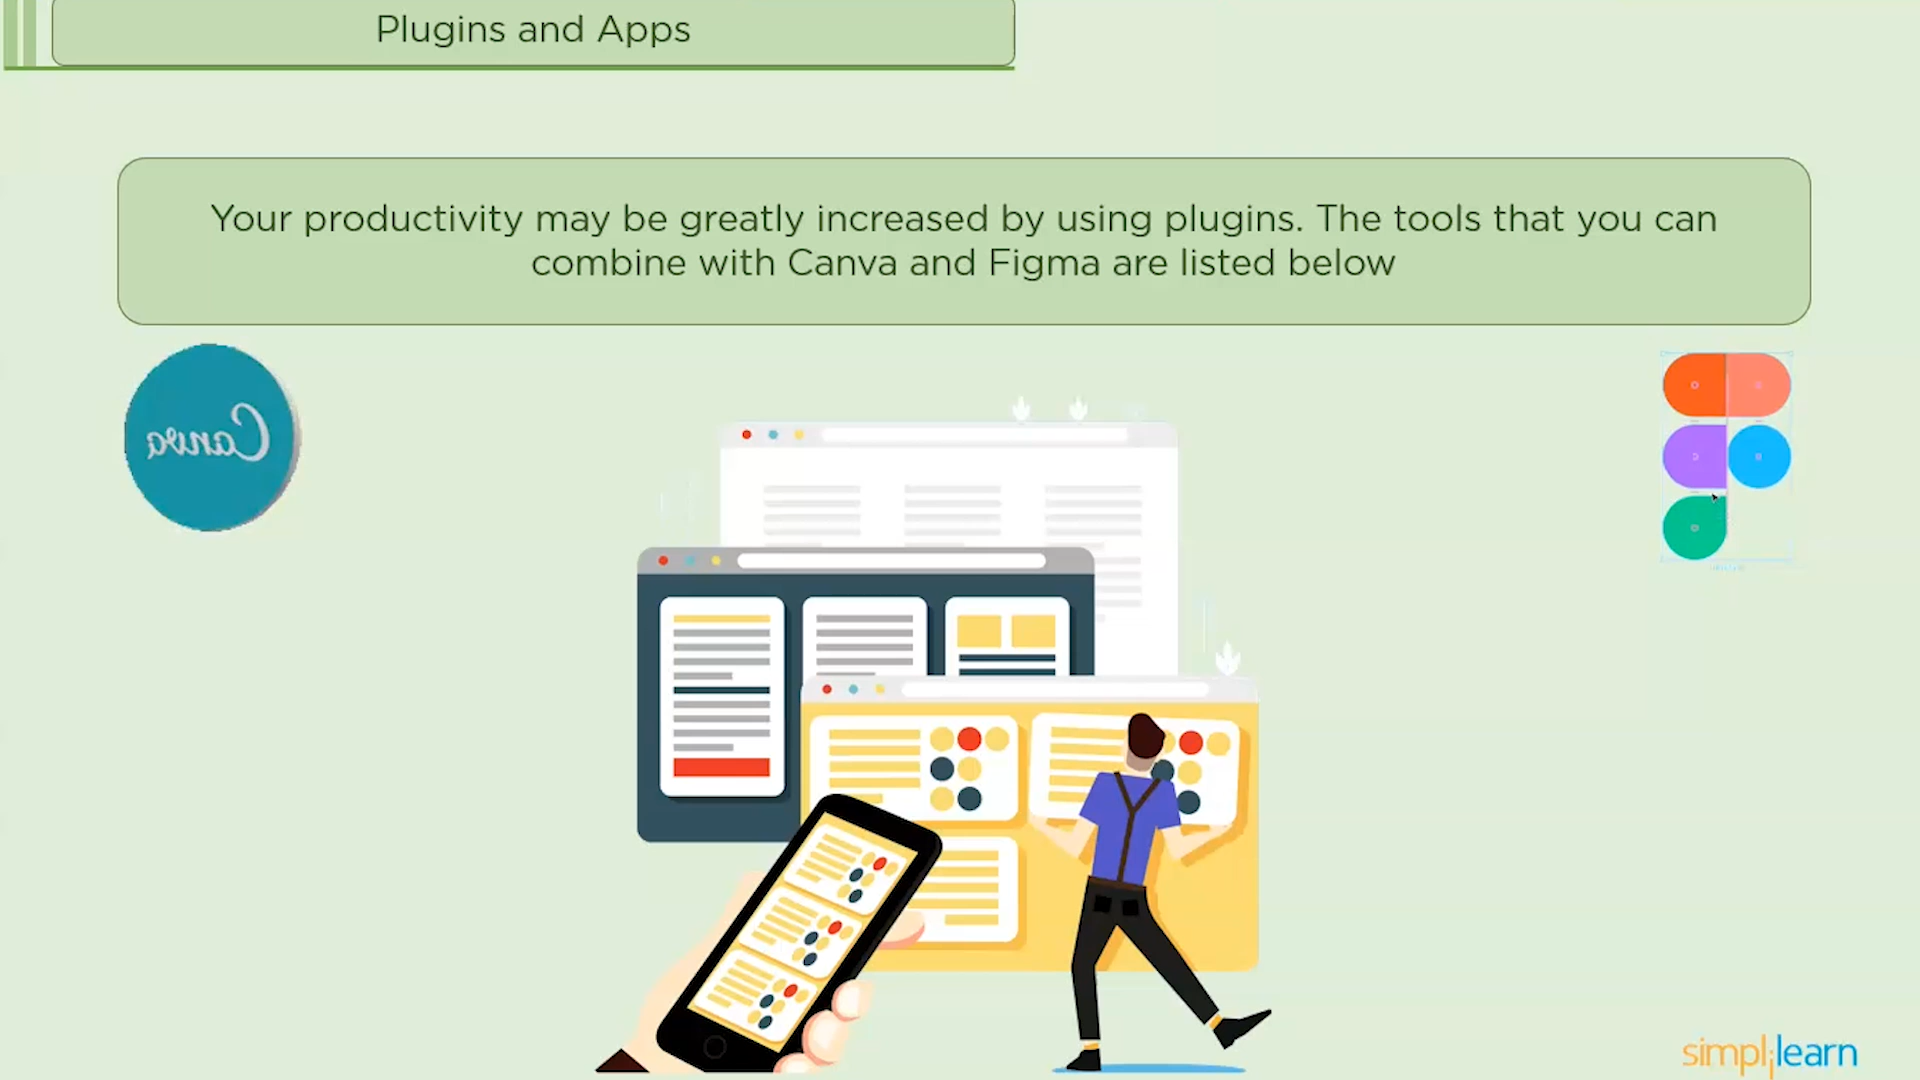 Plugins and Apps
Your productivity may be greatly increased by using plugins. The tools that you can
combine with Canva and Figma are listed below
Canva
simplilearn